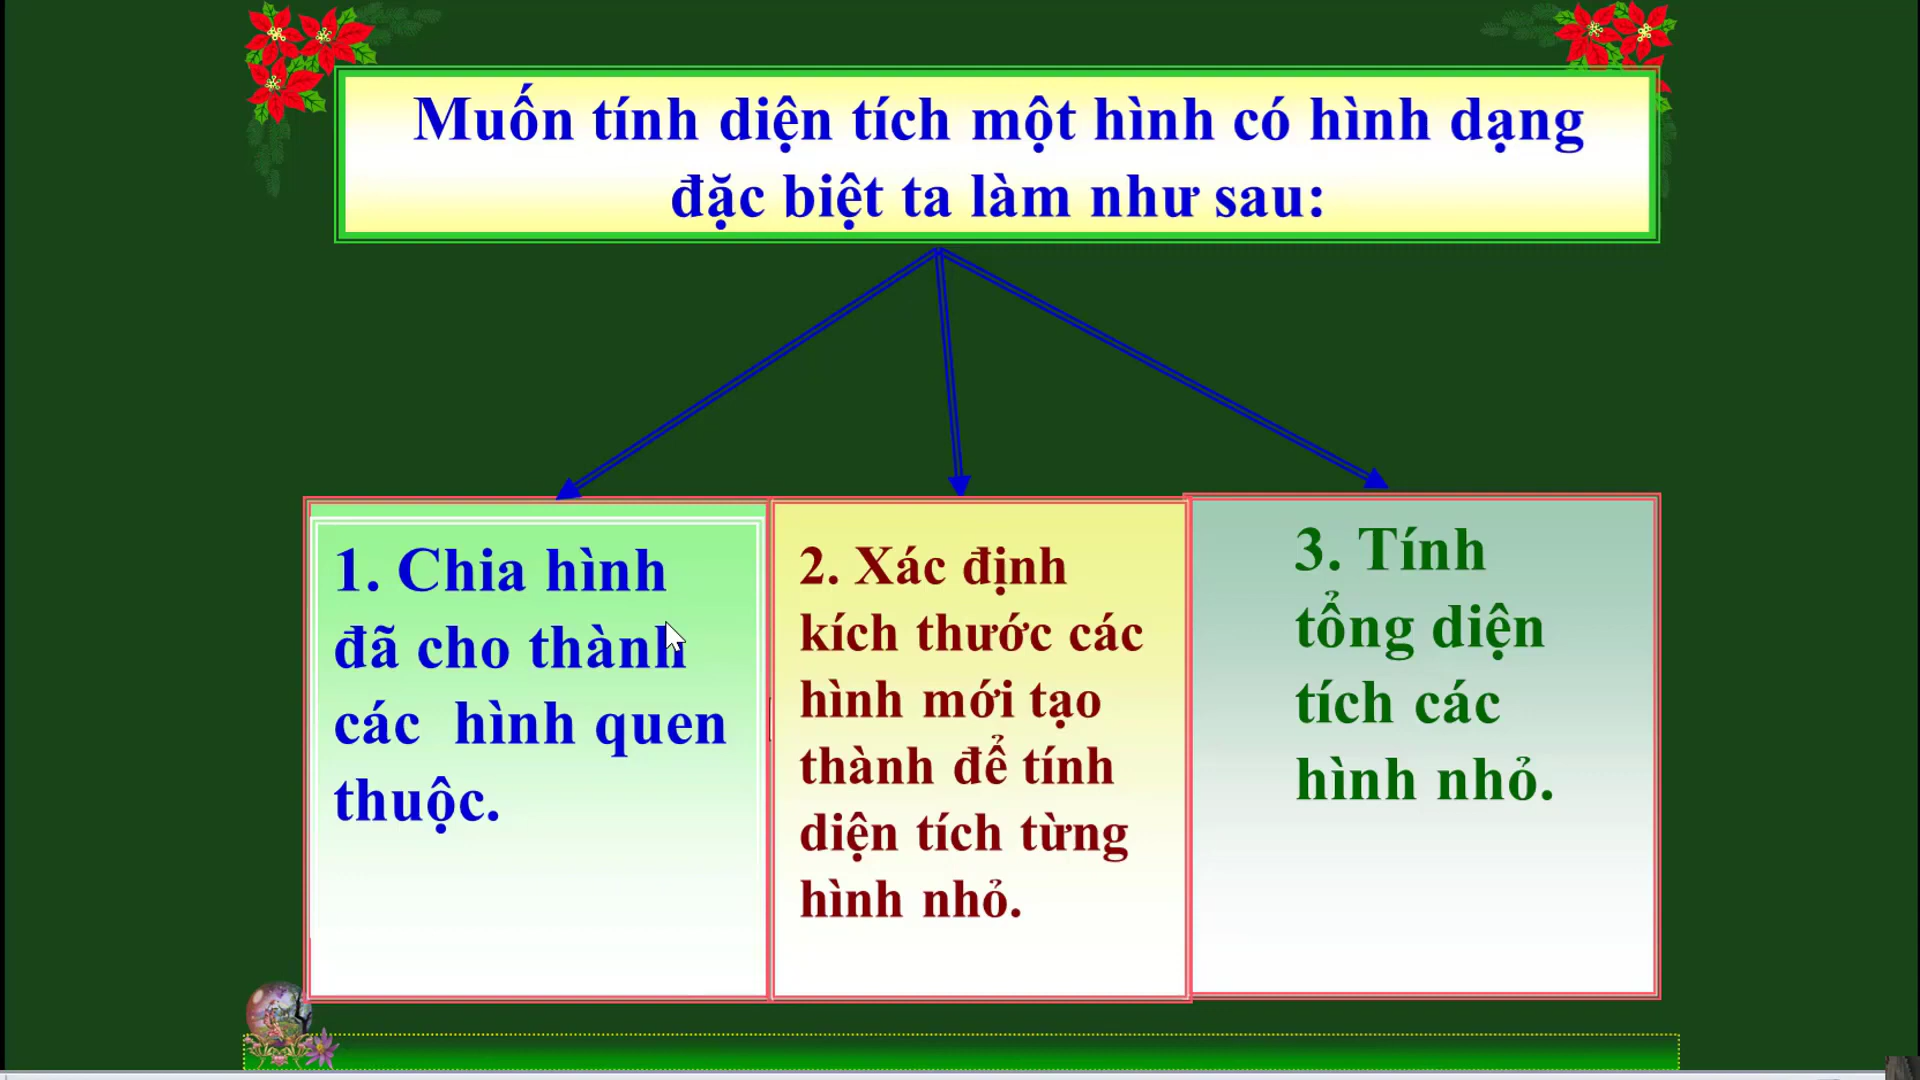 Muốn tính diện tích một hình có hình dạng
đặc biệt ta làm như sau:
1. Chia hình
đã cho thành
các hình quen
thuộc.
2. Xác định
kích thước các
hình mới tạo
thành để tính
diện tích từng
hình nhỏ.
3. Tính
tổng diện
tích các
hình nhỏ.